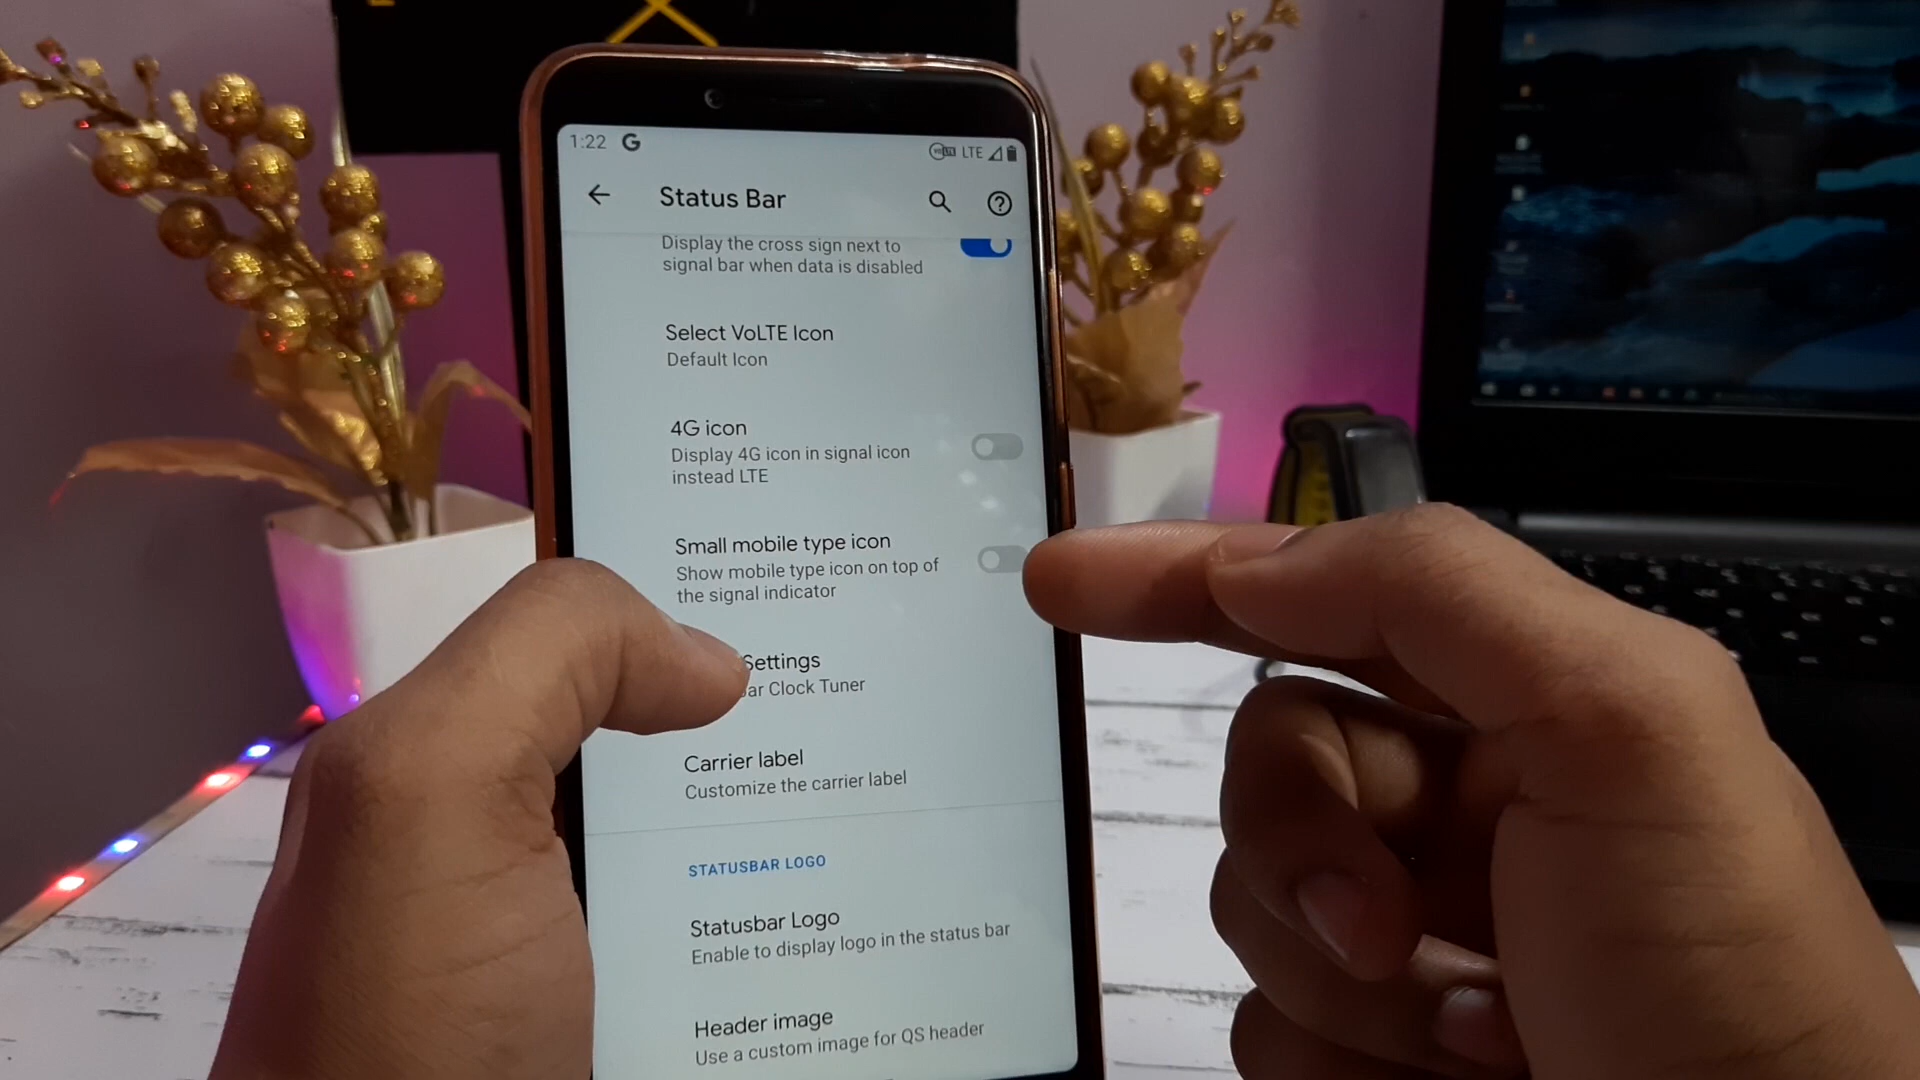 1:22 G LTE
Status Bar
Display the cross sign next to
signal bar when data is disabled
Select VoLTE Icon
Default Icon
4G icon
Display 4G icon in signal icon
instead LTE
Small mobile type icon
Show mobile type icon on top of
the signal indicator
Settings
ar Clock Tuner
Carrier label
Customize the carrier label
STATUSBAR LOGO
Statusbar Logo
Enable to display logo in the status bar
Header image
Use a custom image for QS header